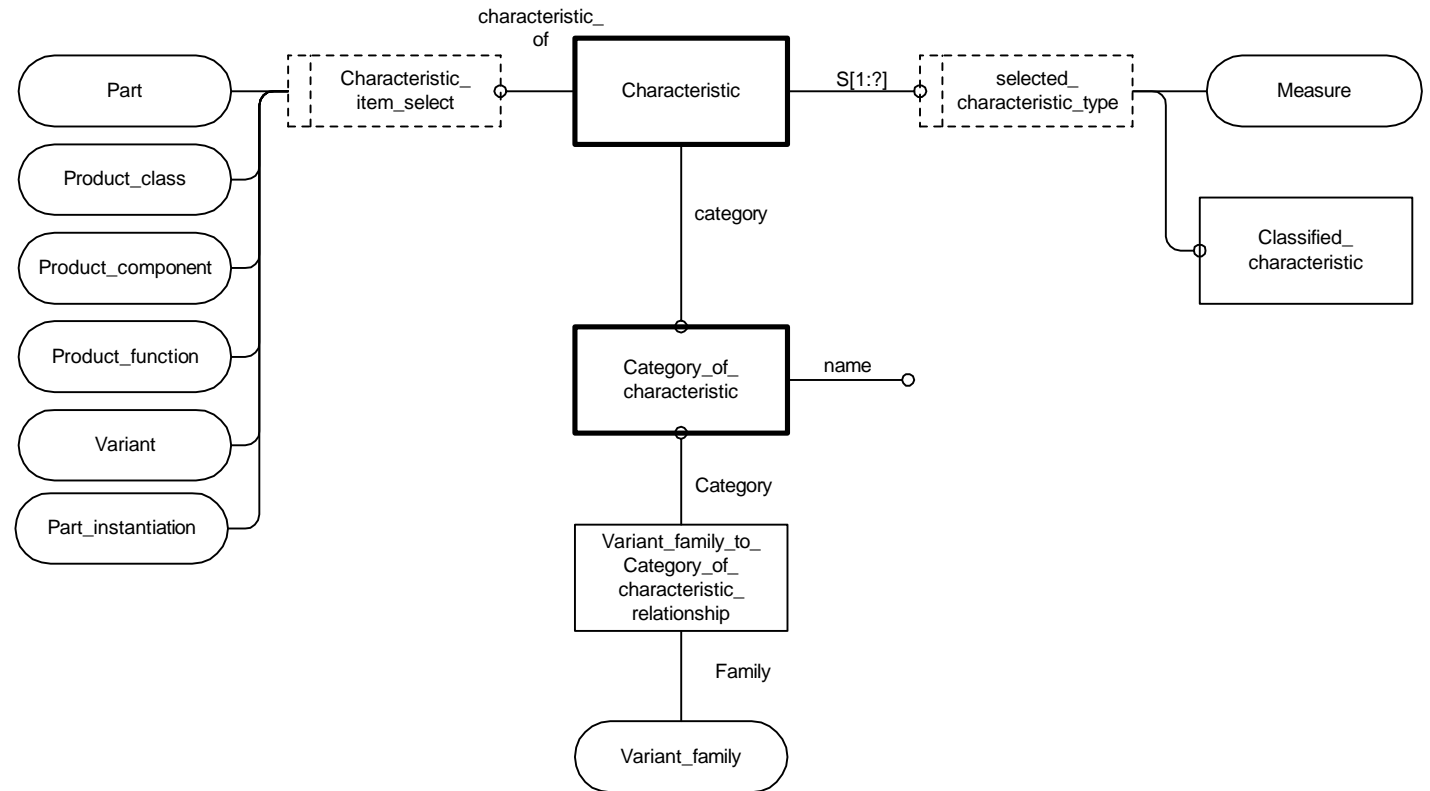 characteristic_
of
Part
Characteristic_
item_select
Characteristic
S[1:?]
selected_
characteristic_type
Measure
Product_class
category
Classified_
characteristic
Product_component
Product_function
Category_of_
characteristic
name
Variant
Category
Part_instantiation
Variant_family_to_
Category_of_
characteristic_
relationship
Family
Variant_family